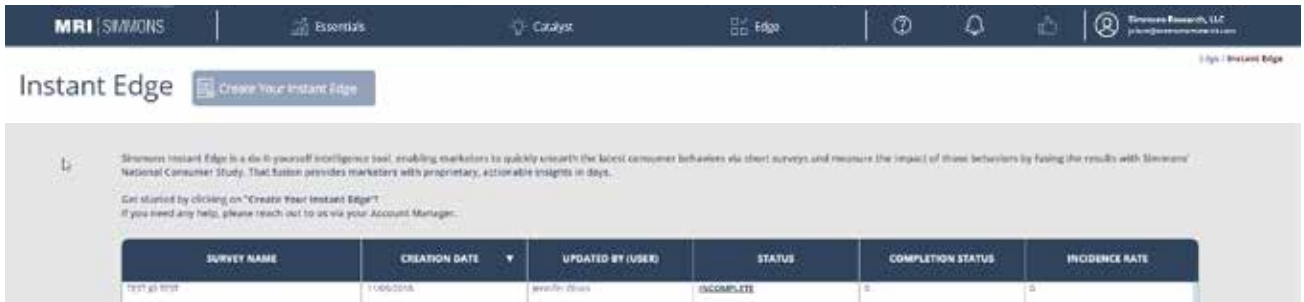 MRI SIMMONS Essentials Catalyst Edge Simmons Research, LLC
Edge / Instant Edge
Instant Edge Create Your Instant Edge
Simmons Instant Edge is a do-it-yourself intelligence tool, enabling marketers to quickly unearth the latest consumer behaviors via short surveys and measure the impact of those behaviors by fusing the results with Simmons'
National Consumer Study. That fusion provides marketers with proprietary, actionable insights in days.
Get started by clicking on "Create Your Instant Edge"!
If you need any help, please reach out to us via your Account Manager.
SURVEY NAME CREATION DATE ▼ UPDATED BY (USER) STATUS COMPLETION STATUS INCIDENCE RATE
TEST TEST Jennifer INCOMPLETE 0 0